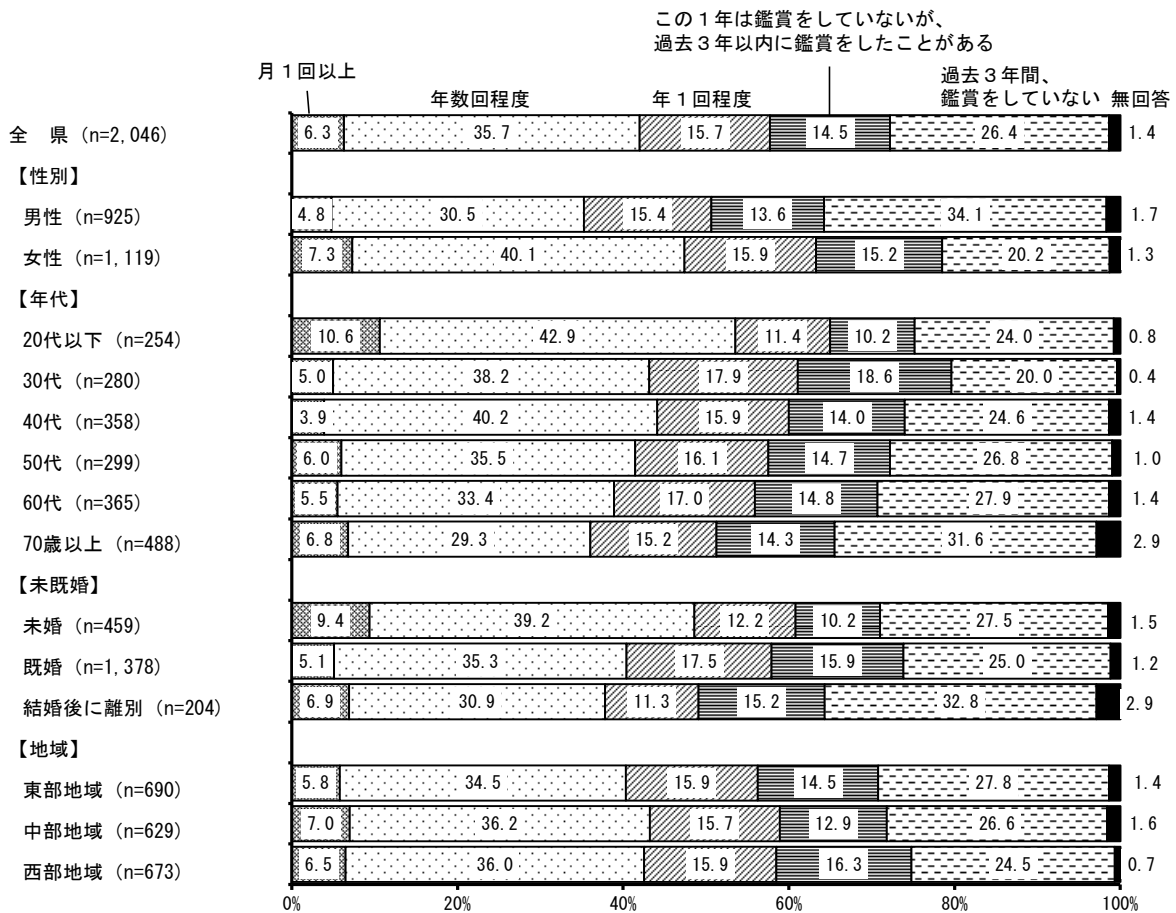 この１年は鑑賞をしていないが、
過去３年以内に鑑賞をしたことがある
月１回以上 年数回程度 年１回程度 過去３年間、
鑑賞をしていない 無回答
全　県 (n=2,046) 6.3 35.7 15.7 14.5 26.4 1.4
【性別】
男性 (n=925) 4.8 30.5 15.4 13.6 34.1 1.7
女性 (n=1,119) 7.3 40.1 15.9 15.2 20.2 1.3
【年代】
20代以下 (n=254) 10.6 42.9 11.4 10.2 24.0 0.8
30代 (n=280) 5.0 38.2 17.9 18.6 20.0 0.4
40代 (n=358) 3.9 40.2 15.9 14.0 24.6 1.4
50代 (n=299) 6.0 35.5 16.1 14.7 26.8 1.0
60代 (n=365) 5.5 33.4 17.0 14.8 27.9 1.4
70歳以上 (n=488) 6.8 29.3 15.2 14.3 31.6 2.9
【未既婚】
未婚 (n=459) 9.4 39.2 12.2 10.2 27.5 1.5
既婚 (n=1,378) 5.1 35.3 17.5 15.9 25.0 1.2
結婚後に離別 (n=204) 6.9 30.9 11.3 15.2 32.8 2.9
【地域】
東部地域 (n=690) 5.8 34.5 15.9 14.5 27.8 1.4
中部地域 (n=629) 7.0 36.2 15.7 12.9 26.6 1.6
西部地域 (n=673) 6.5 36.0 15.9 16.3 24.5 0.7
0% 20% 40% 60% 80% 100%